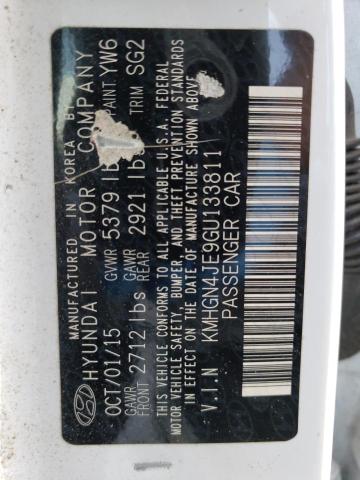 MANUFACTURED IN KOREA BY
HYUNDAI MOTOR COMPANY
OCT/01/15 GVWR 5379 lb PAINT YW6
GAWR FRONT 2712 lbs GAWR REAR 2921 lb TRIM SG2
THIS VEHICLE CONFORMS TO ALL APPLICABLE U.S.A. FEDERAL
MOTOR VEHICLE SAFETY, BUMPER, AND THEFT PREVENTION STANDARDS
IN EFFECT ON THE DATE OF MANUFACTURE SHOWN ABOVE
V.I.N KMHGN4JE9GU133811
PASSENGER CAR